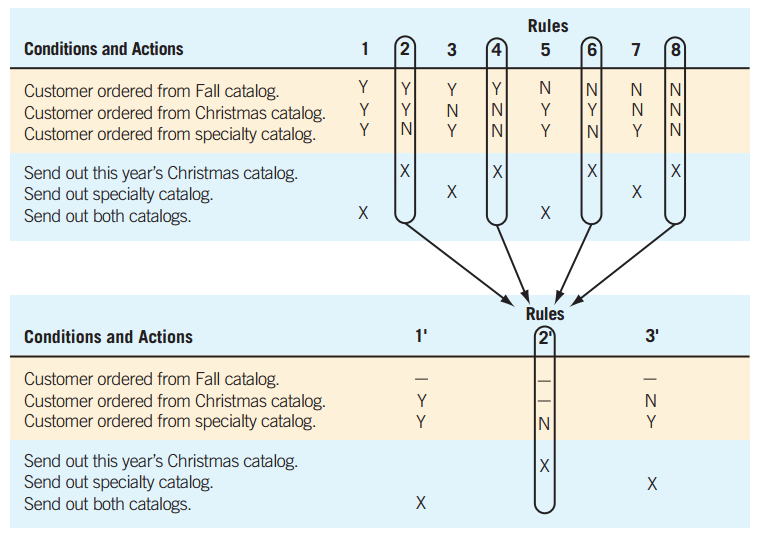 Rules
Conditions and Actions 1 2 3 4 5 6 7 8
Customer ordered from Fall catalog. Y Y Y Y N N N N
Customer ordered from Christmas catalog. Y Y N N Y Y N N
Customer ordered from specialty catalog. Y N Y N Y N Y N
Send out this year's Christmas catalog. X X X X
Send out specialty catalog. X X
Send out both catalogs. X X
Rules
Conditions and Actions 1' 2' 3'
Customer ordered from Fall catalog. — — —
Customer ordered from Christmas catalog. Y — N
Customer ordered from specialty catalog. Y N Y
Send out this year's Christmas catalog. X
Send out specialty catalog. X
Send out both catalogs. X